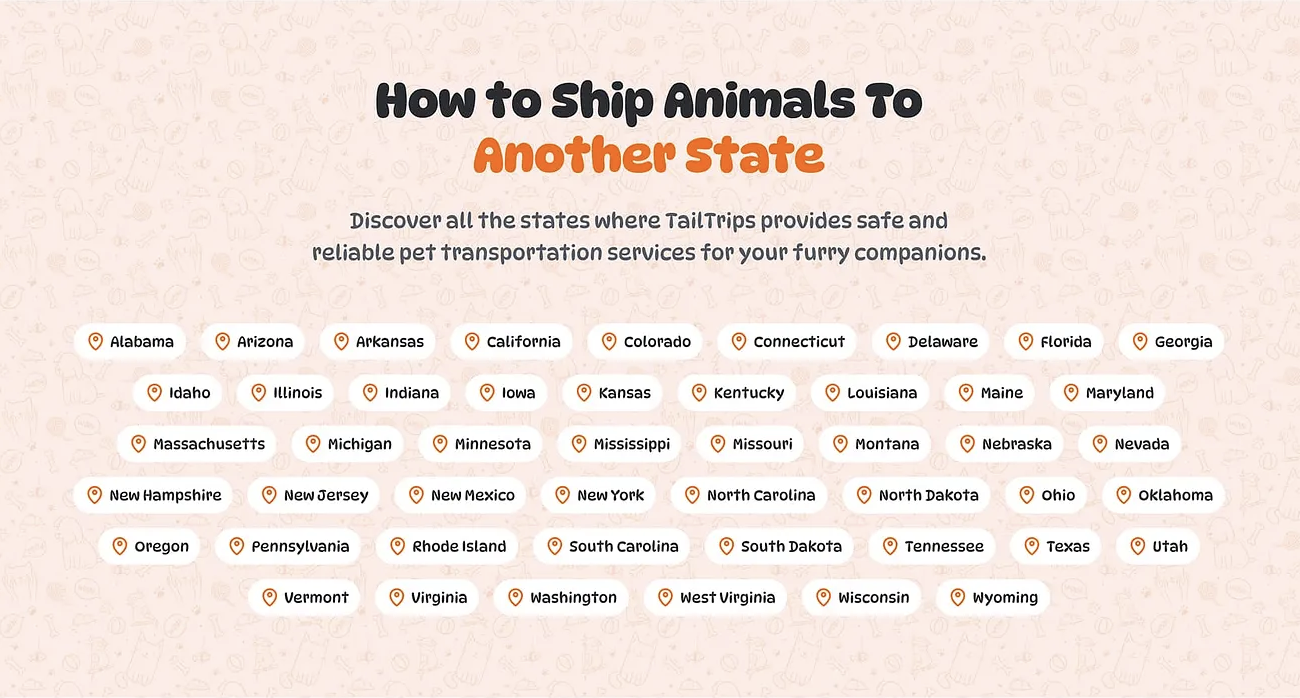 How to Ship Animals To
Another State
Discover all the states where TailTrips provides safe and
reliable pet transportation services for your furry companions.
Alabama Arizona Arkansas California Colorado Connecticut Delaware Florida Georgia
Idaho Illinois Indiana Iowa Kansas Kentucky Louisiana Maine Maryland
Massachusetts Michigan Minnesota Mississippi Missouri Montana Nebraska Nevada
New Hampshire New Jersey New Mexico New York North Carolina North Dakota Ohio Oklahoma
Oregon Pennsylvania Rhode Island South Carolina South Dakota Tennessee Texas Utah
Vermont Virginia Washington West Virginia Wisconsin Wyoming